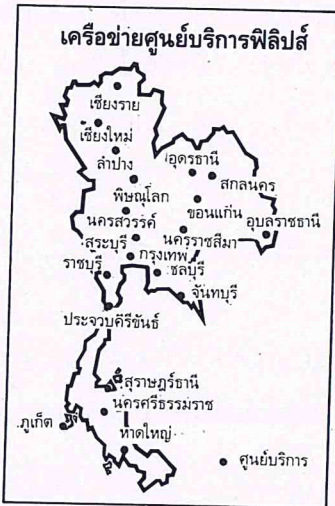 เครือข่ายศูนย์บริการฟิลิปส์
เชียงราย
เชียงใหม่
ลำปาง
อุดรธานี
สกลนคร
พิษณุโลก
ขอนแก่น
นครสวรรค์
อุบลราชธานี
สระบุรี
นครราชสีมา
กรุงเทพ
ราชบุรี
ชลบุรี
จันทบุรี
ประจวบคีรีขันธ์
สุราษฎร์ธานี
นครศรีธรรมราช
ภูเก็ต
หาดใหญ่
ศูนย์บริการ